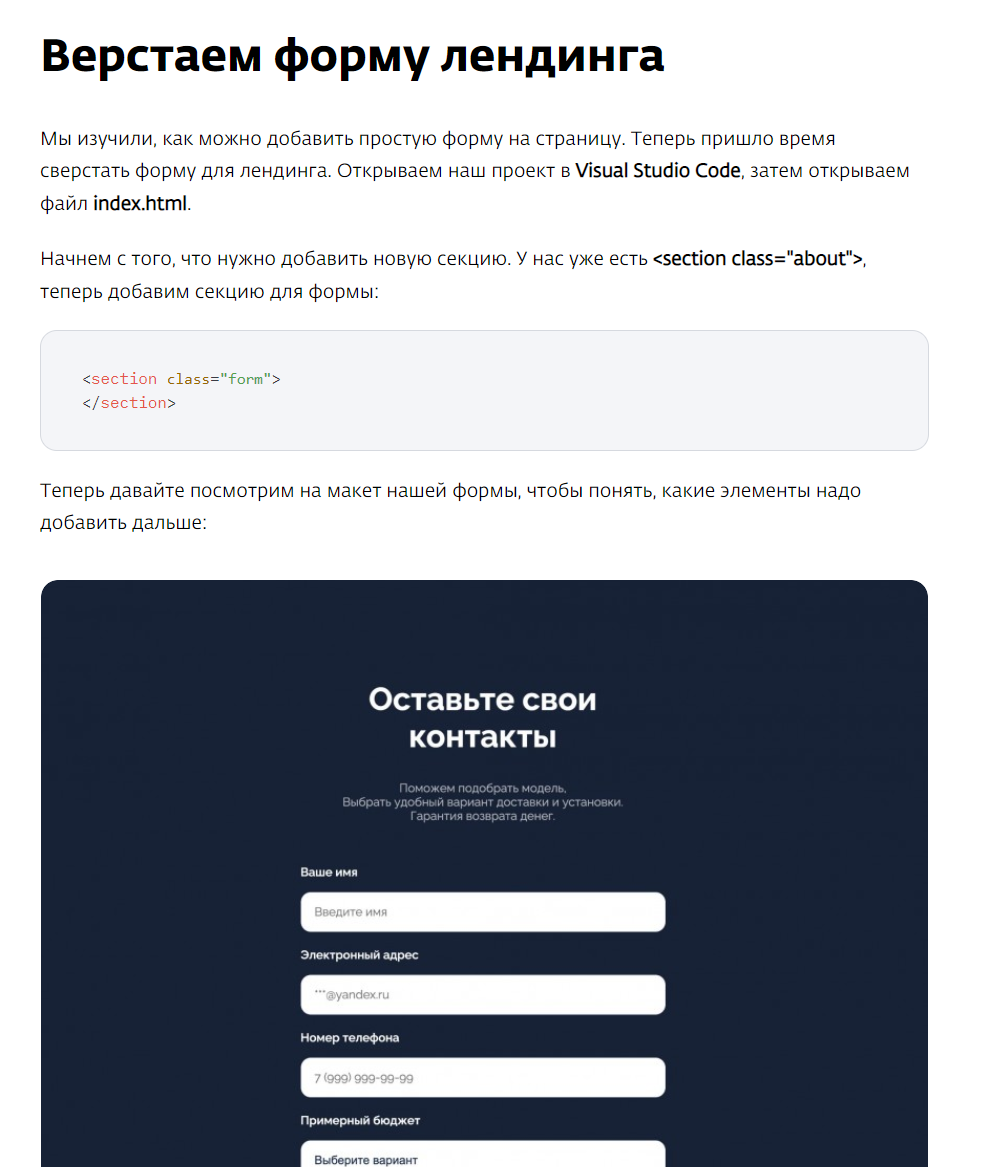 Верстаем форму лендинга
Мы изучили, как можно добавить простую форму на страницу. Теперь пришло время
сверстать форму для лендинга. Открываем наш проект в Visual Studio Code, затем открываем
файл index.html.
Начнем с того, что нужно добавить новую секцию. У нас уже есть <section class="about">,
теперь добавим секцию для формы:
<section class="form">
</section>
Теперь давайте посмотрим на макет нашей формы, чтобы понять, какие элементы надо
добавить дальше:
Оставьте свои
контакты
Поможем подобрать модель,
Выбрать удобный вариант доставки и установки.
Гарантия возврата денег.
Ваше имя
Введите имя
Электронный адрес
***@yandex.ru
Номер телефона
7 (999) 999-99-99
Примерный бюджет
Выберите вариант